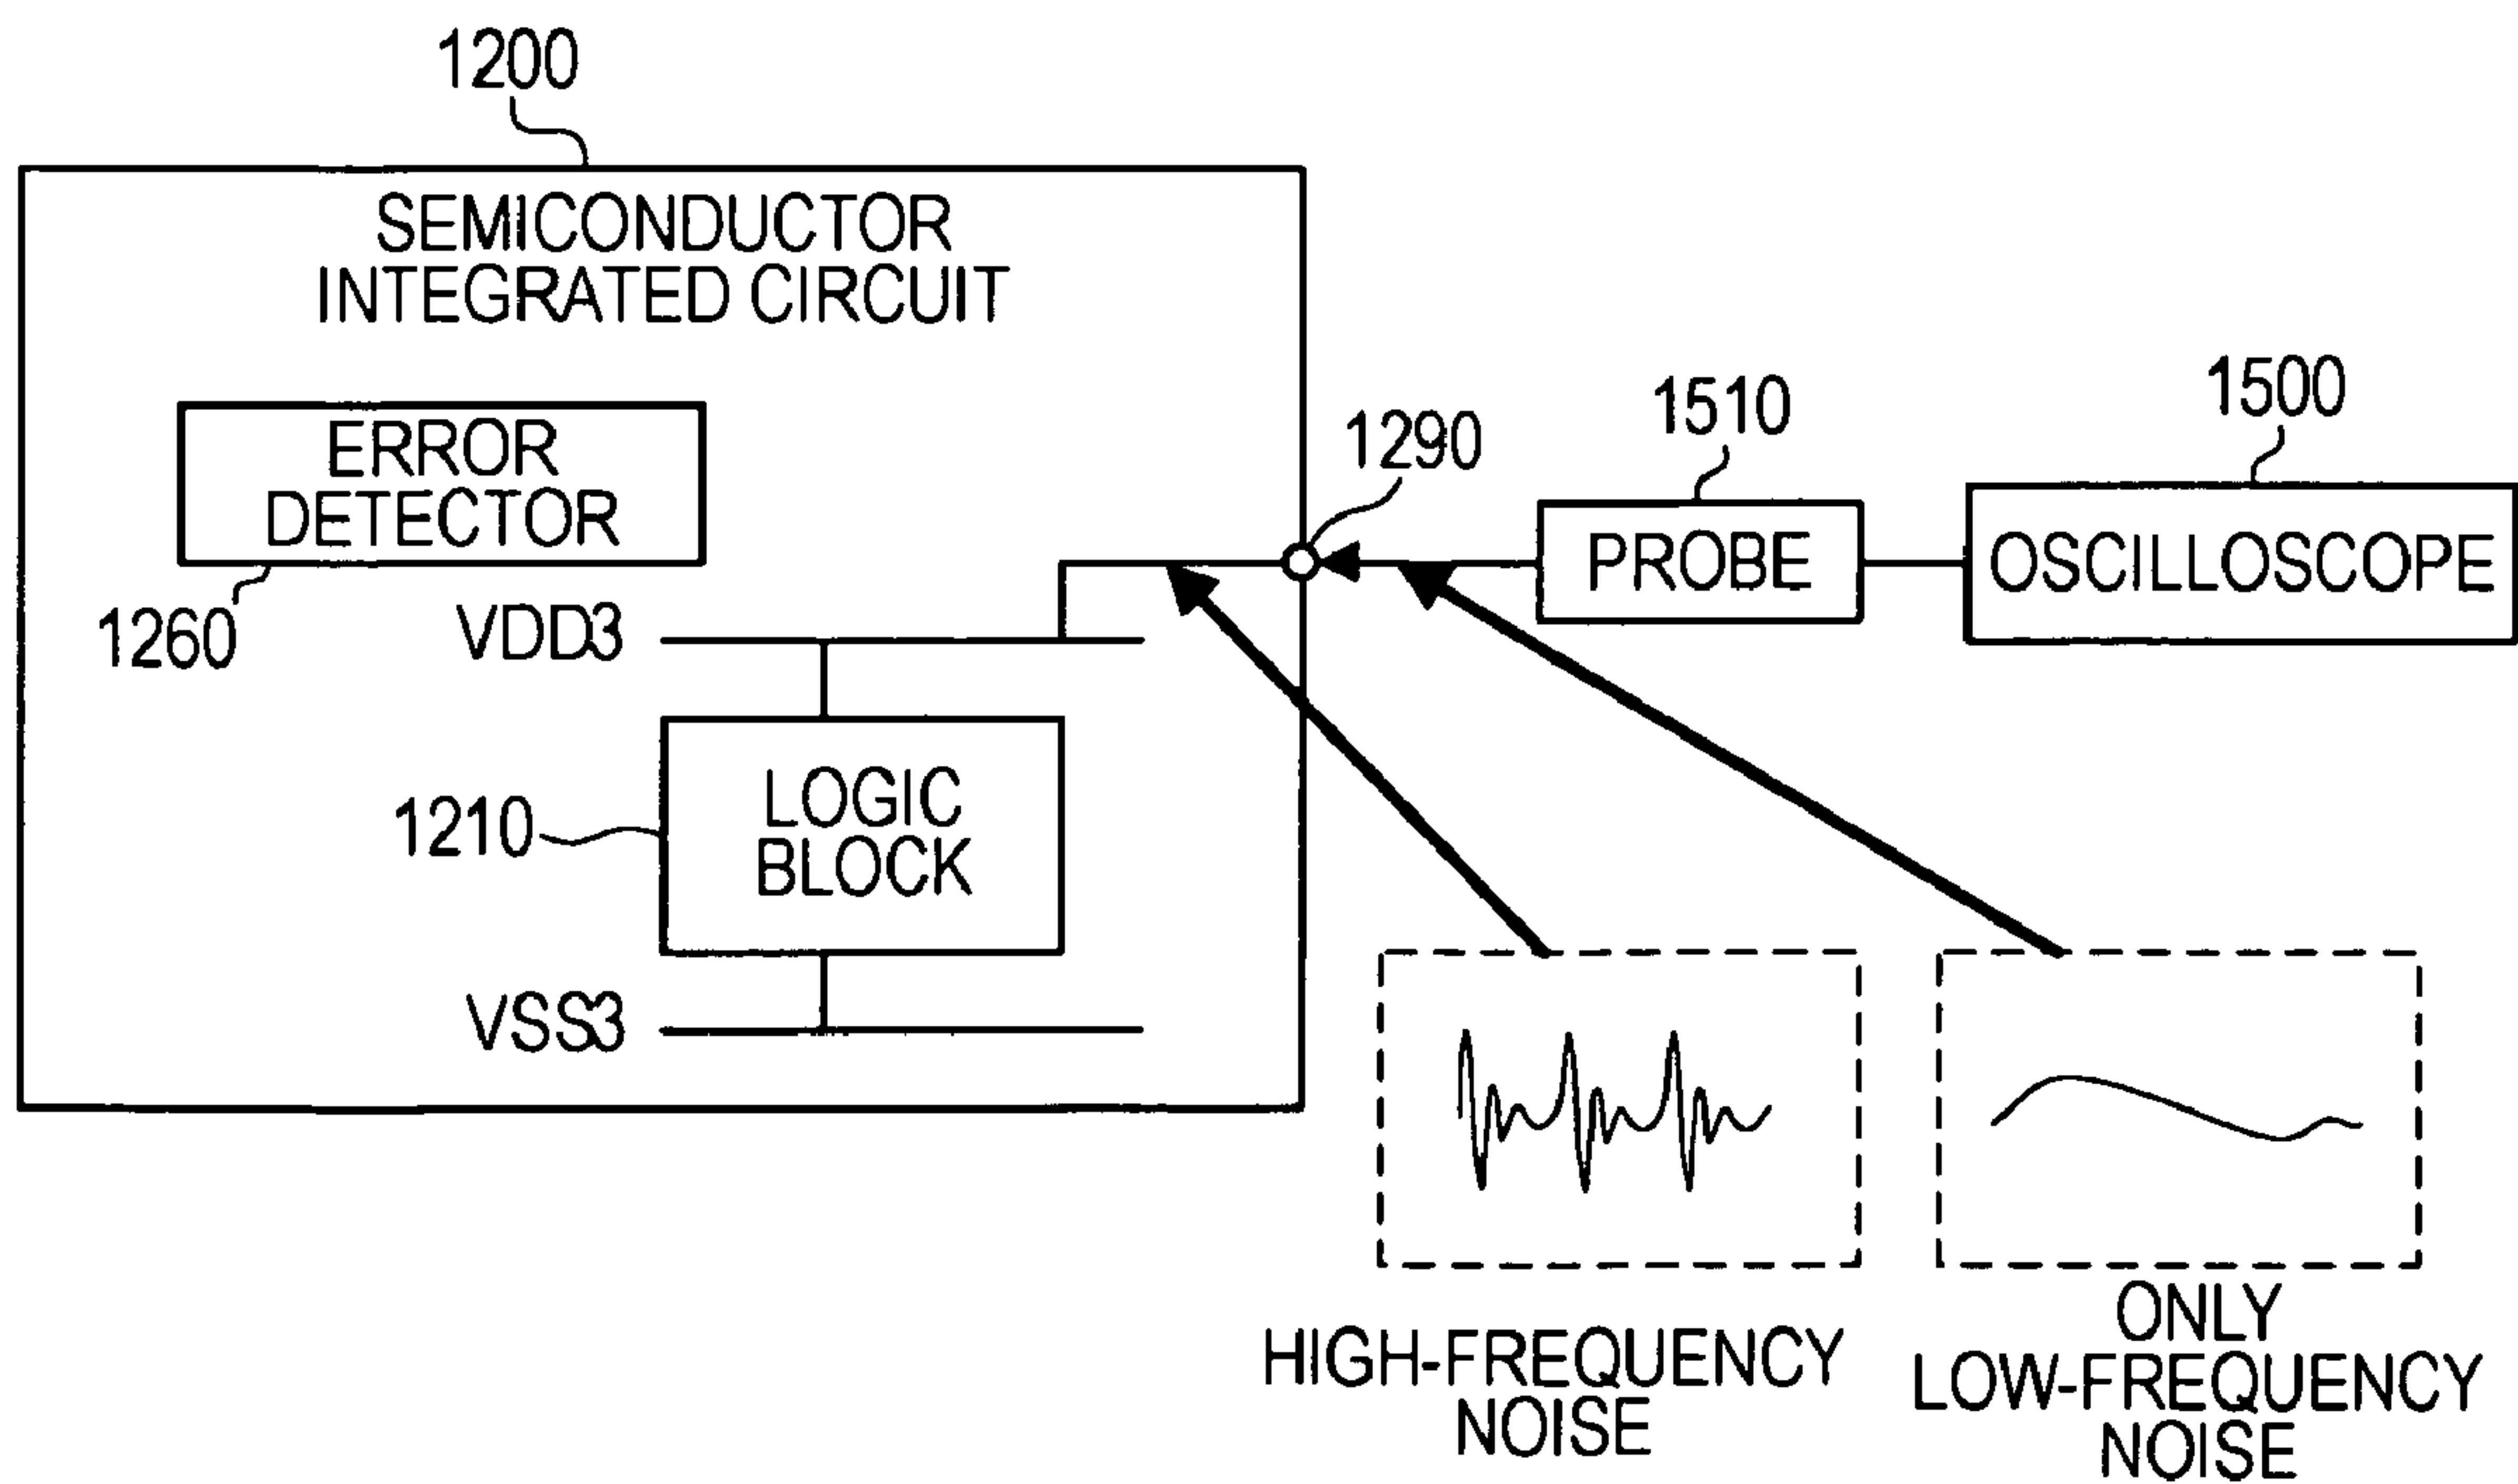 1200
SEMICONDUCTOR
INTEGRATED CIRCUIT
ERROR
DETECTOR
1260
1290
1510
PROBE
1500
OSCILLOSCOPE
VDD3
1210
LOGIC
BLOCK
VSS3
HIGH-FREQUENCY
NOISE
ONLY
LOW-FREQUENCY
NOISE